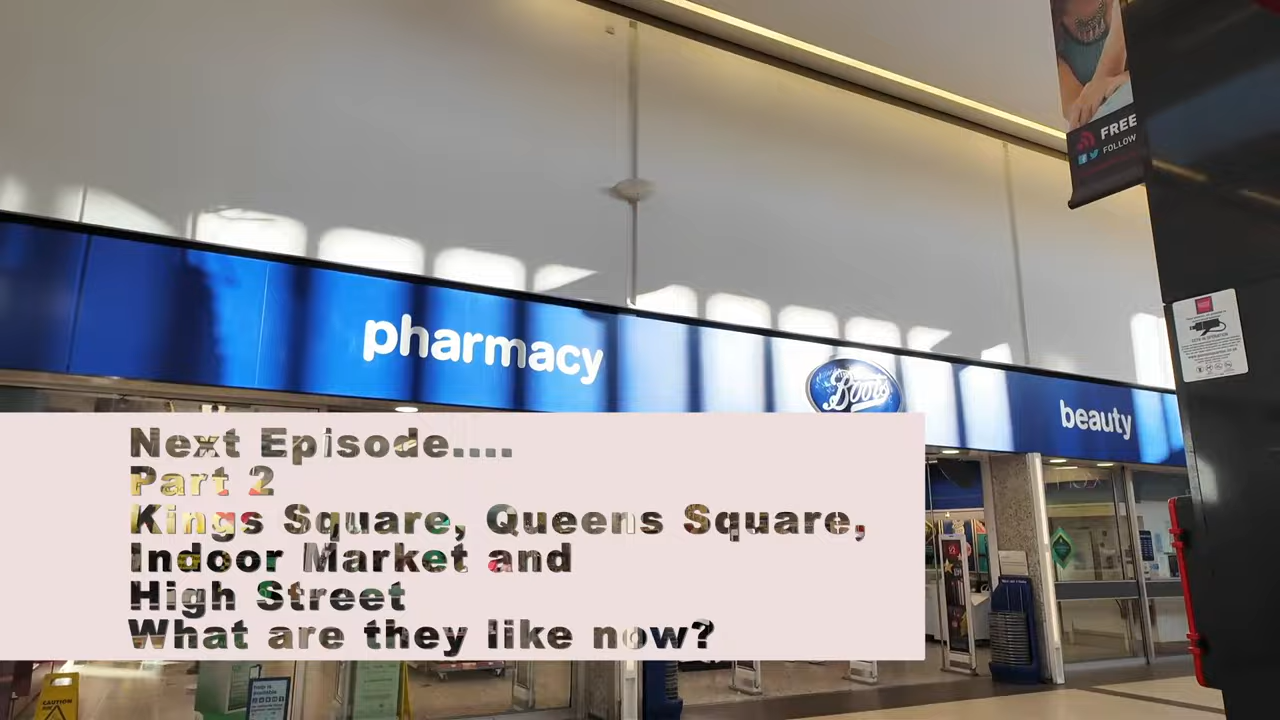 FREE
FOLLOW
pharmacy
Boots
beauty
Next Episode....
Part 2
Kings Square, Queens Square,
Indoor Market and
High Street
What are they like now?
CAUTION